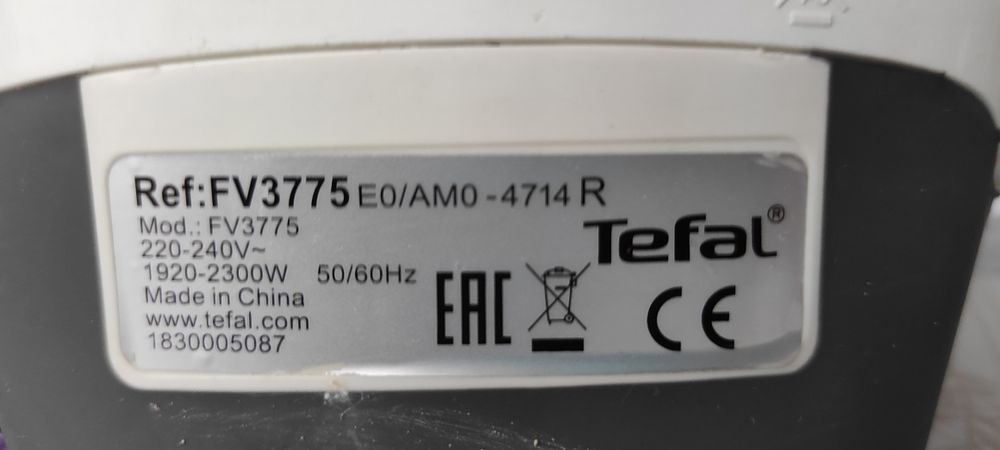 Ref:FV3775 E0/AM0-4714 R
Mod.: FV3775
220-240V~
1920-2300W 50/60Hz
Made in China
www.tefal.com
1830005087
Tefal®
EAC
CE